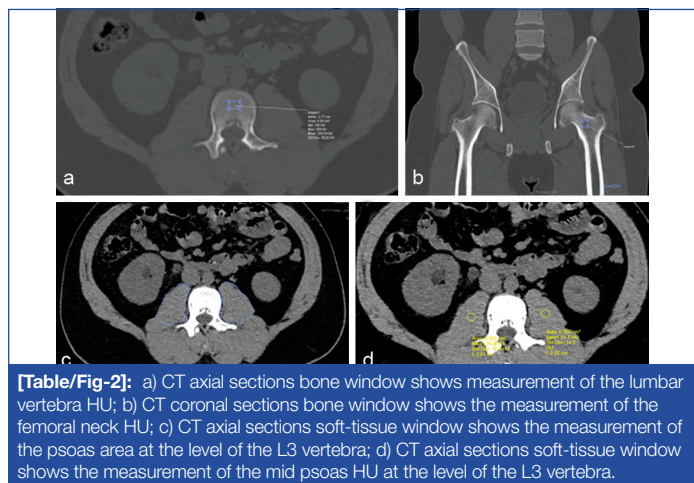 a
b
c
d
[Table/Fig-2]: a) CT axial sections bone window shows measurement of the lumbar
vertebra HU; b) CT coronal sections bone window shows the measurement of the
femoral neck HU; c) CT axial sections soft-tissue window shows the measurement of
the psoas area at the level of the L3 vertebra; d) CT axial sections soft-tissue window
shows the measurement of the mid psoas HU at the level of the L3 vertebra.